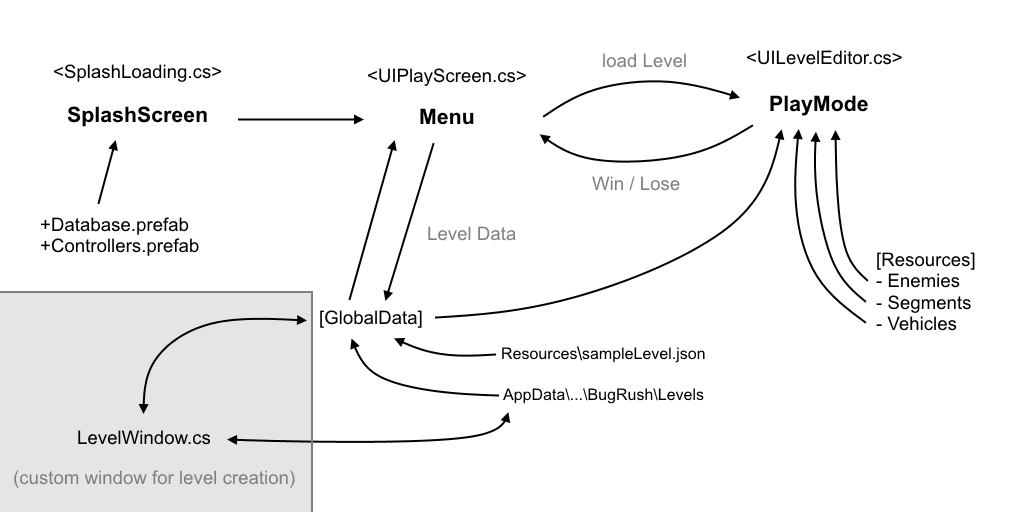 <SplashLoading.cs>
SplashScreen
+Database.prefab
+Controllers.prefab
<UIPlayScreen.cs>
Menu
load Level
Win / Lose
<UILevelEditor.cs>
PlayMode
Level Data
[Resources]
- Enemies
- Segments
- Vehicles
[GlobalData]
Resources\sampleLevel.json
AppData\...\BugRush\Levels
LevelWindow.cs
(custom window for level creation)